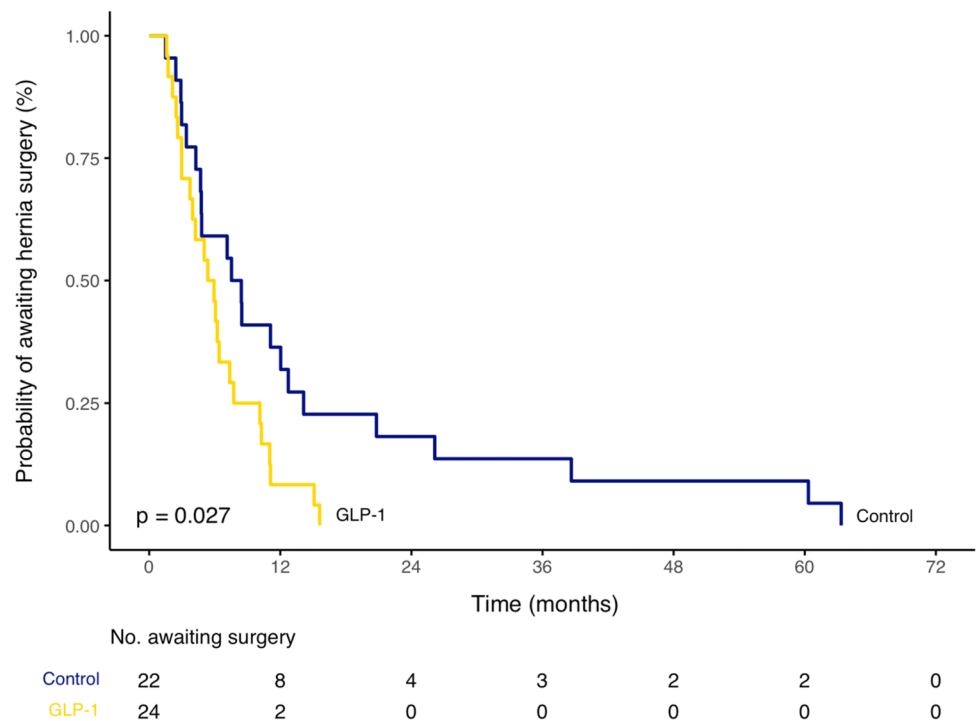 Probability of awaiting hernia surgery (%)
1.00
0.75
0.50
0.25
0.00
p = 0.027
GLP-1
Control
0 12 24 36 48 60 72
Time (months)
No. awaiting surgery
Control 22 8 4 3 2 2 0
GLP-1 24 2 0 0 0 0 0